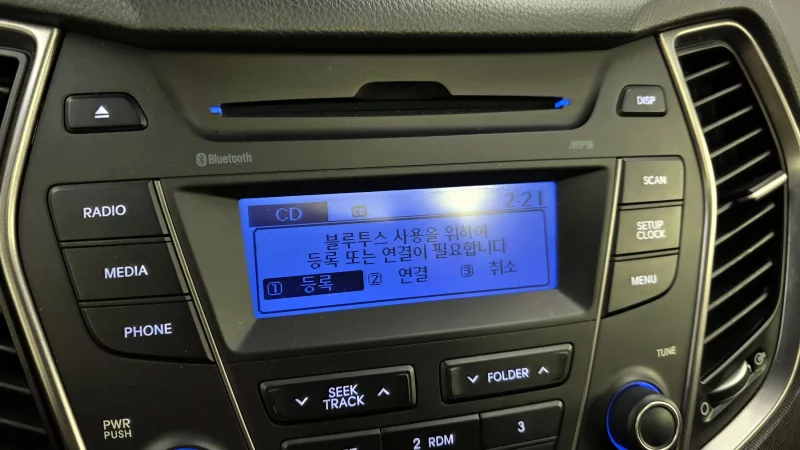 DISP
Bluetooth
MP3
RADIO
MEDIA
PHONE
CD CD 2:21
블루투스 사용을 위하여
등록 또는 연결이 필요합니다
① 등록 ② 연결 ③ 취소
SCAN
SETUP
CLOCK
MENU
TUNE
SEEK
TRACK
FOLDER
PWR
PUSH
2 RDM
3